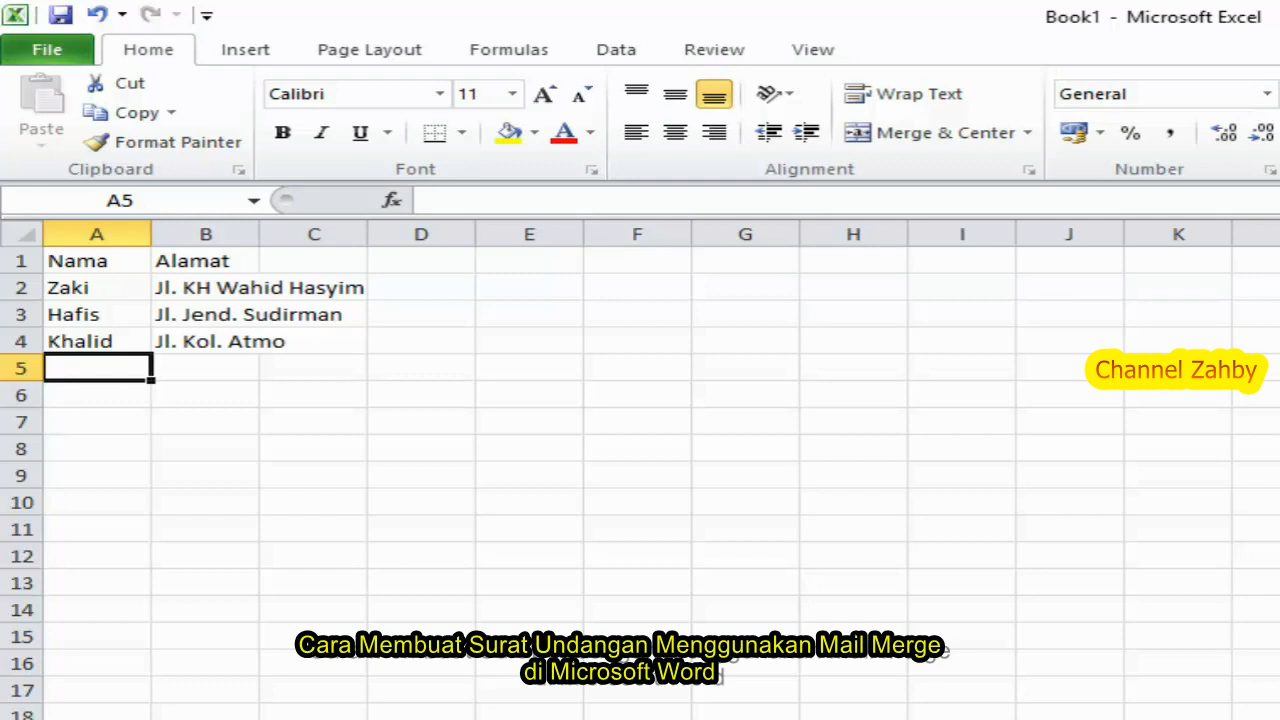 Book1 - Microsoft Excel
File Home Insert Page Layout Formulas Data Review View
Cut
Copy
Paste
Format Painter
Calibri 11
B I U
Wrap Text
Merge & Center
General
% ,
Clipboard Font Alignment Number
A5 fx
A B C D E F G H I J K
1 Nama Alamat
2 Zaki Jl. KH Wahid Hasyim
3 Hafis Jl. Jend. Sudirman
4 Khalid Jl. Kol. Atmo
5
Channel Zahby
6
7
8
9
10
11
12
13
14
15
16
17
18
Cara Membuat Surat Undangan Menggunakan Mail Merge
di Microsoft Word